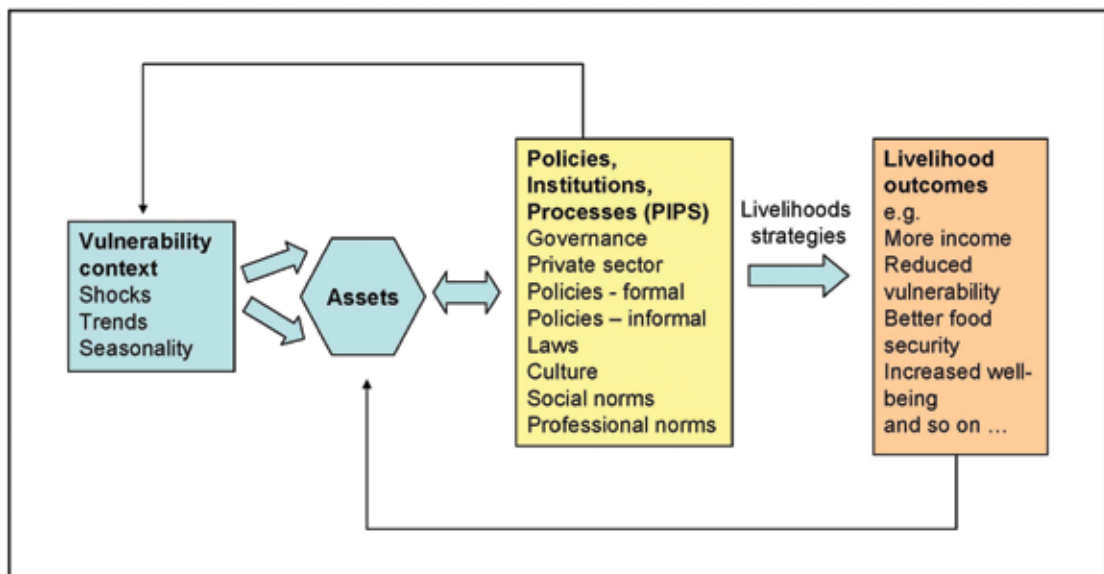 Vulnerability
context
Shocks
Trends
Seasonality
Assets
Policies,
Institutions,
Processes (PIPS)
Governance
Private sector
Policies - formal
Policies – informal
Laws
Culture
Social norms
Professional norms
Livelihoods
strategies
Livelihood
outcomes
e.g.
More income
Reduced
vulnerability
Better food
security
Increased well-
being
and so on ...